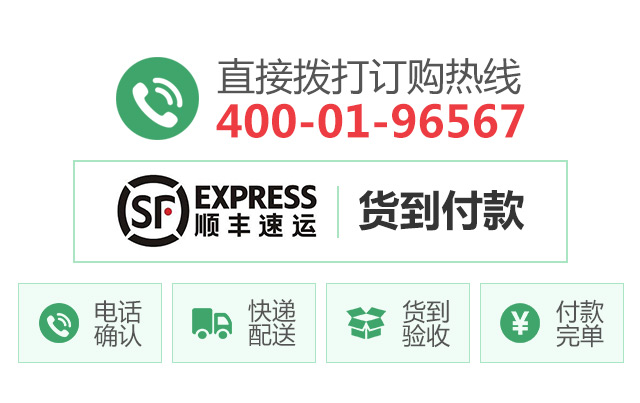 直接拨打订购热线
400-01-96567
SF EXPRESS
顺丰速运
货到付款
电话
确认
快递
配送
货到
验收
¥
付款
完单